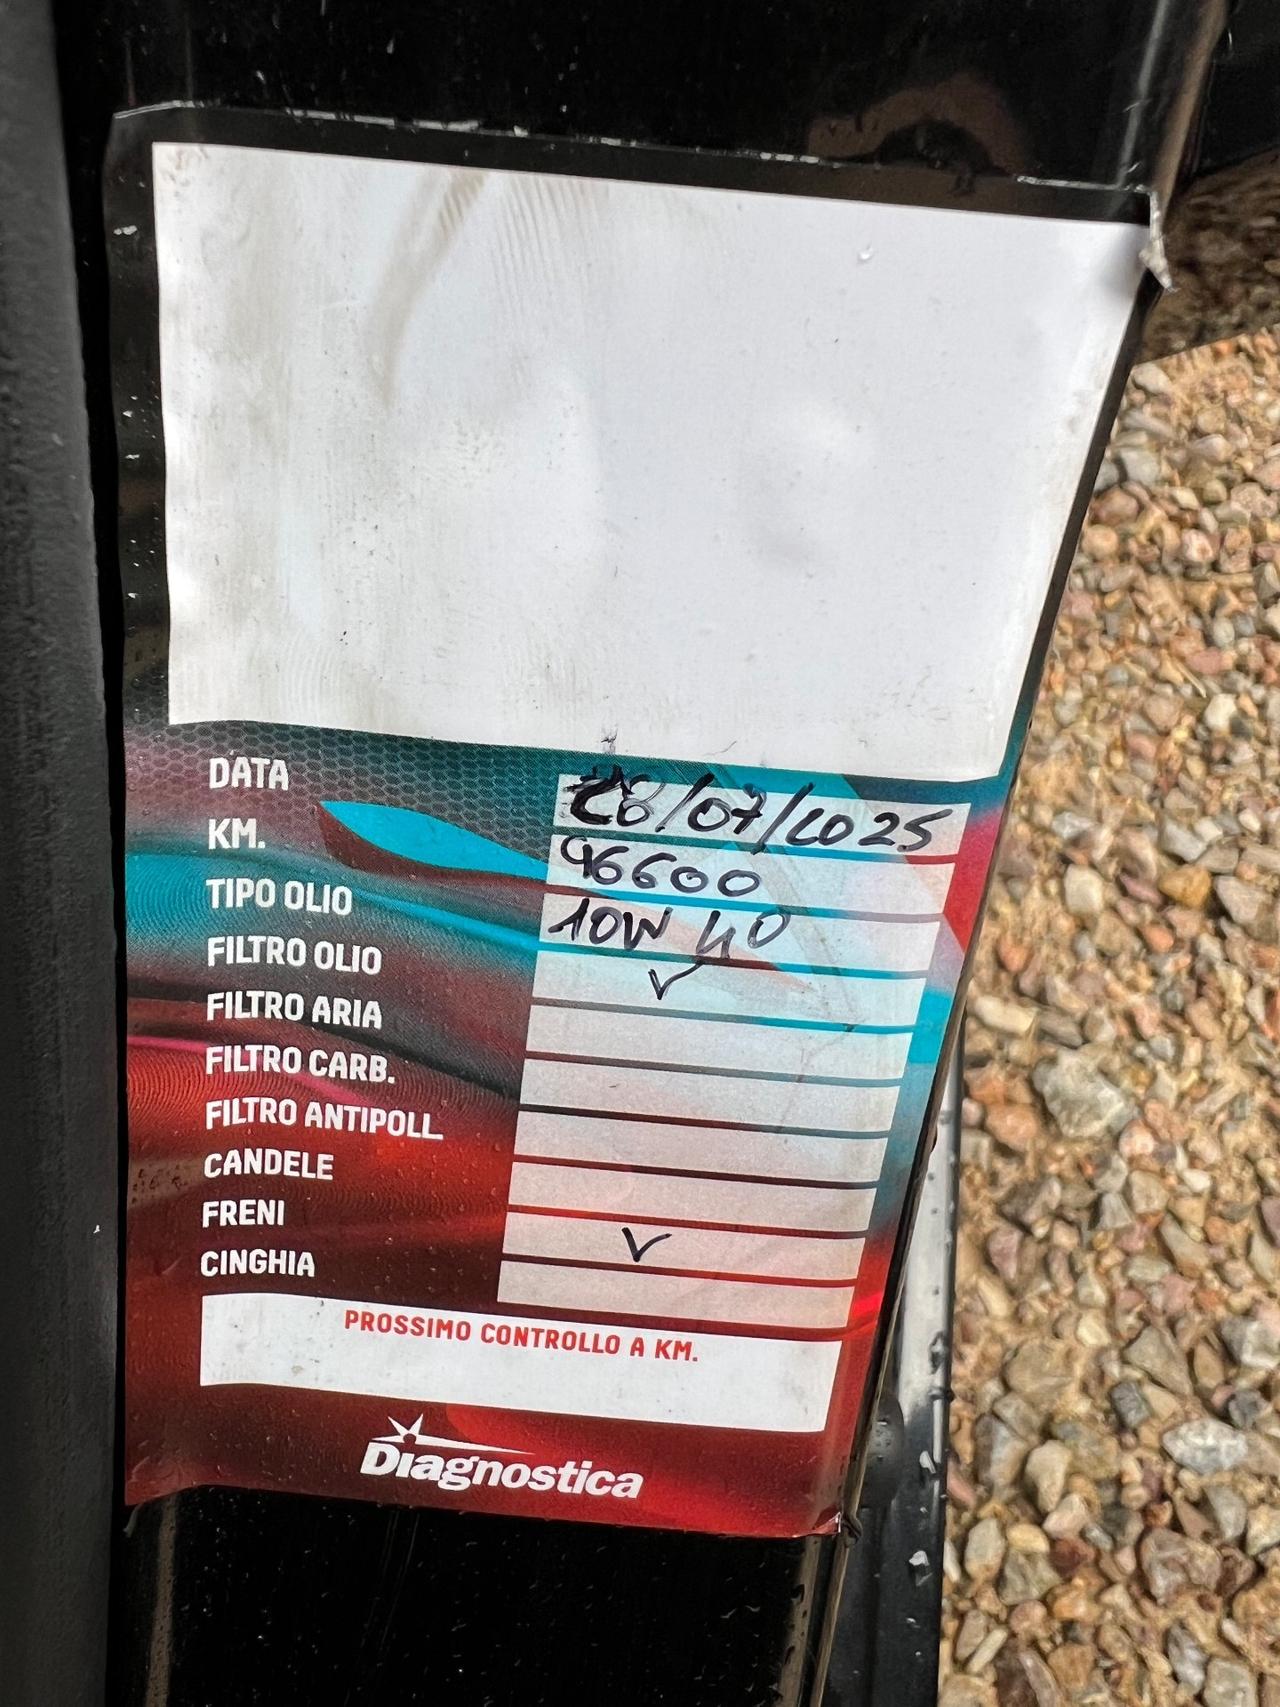 DATA 28/07/2025
KM. 96600
TIPO OLIO 10W 40
FILTRO OLIO ✓
FILTRO ARIA
FILTRO CARB.
FILTRO ANTIPOLL.
CANDELE
FRENI ✓
CINGHIA
PROSSIMO CONTROLLO A KM.
Diagnostica